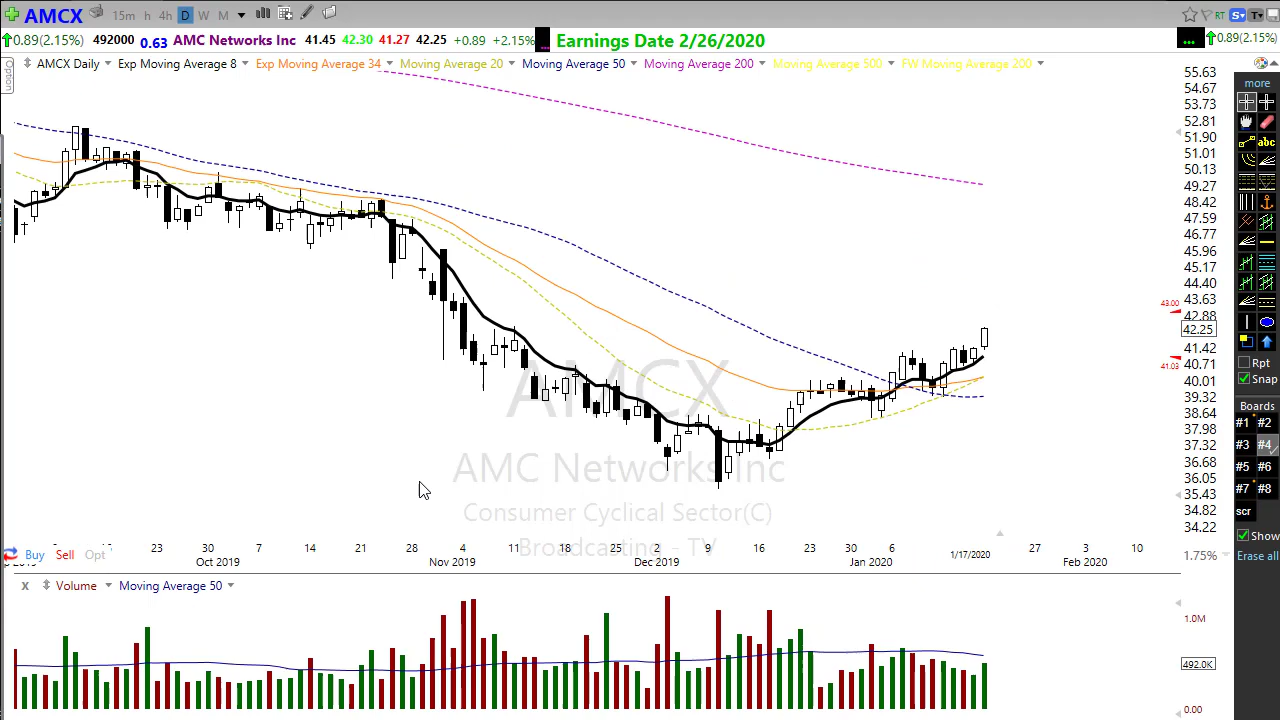 AMCX 15m h 4h D W M RT S T
0.89(2.15%) 492000 0.63 AMC Networks Inc 41.45 42.30 41.27 42.25 +0.89 +2.15% ... Earnings Date 2/26/2020 ... 0.89(2.15%)
Option
AMCX Daily Exp Moving Average 8 Exp Moving Average 34 Moving Average 20 Moving Average 50 Moving Average 200 Moving Average 500 FW Moving Average 200
55.63
54.67
53.73
52.81
51.90
51.01
50.13
49.27
48.42
47.59
46.77
45.96
45.17
44.40
43.63
43.00
42.88
42.25
41.42
41.03
40.71
40.01
39.32
38.64
37.98
37.32
36.68
36.05
35.43
34.82
34.22
more
abc
Rpt
Snap
Boards
#1 #2
#3 #4
#5 #6
#7 #8
scr
Show
Erase all
AMCX
AMC Networks Inc
Consumer Cyclical Sector(C)
Broadcasting - TV
Buy Sell Opt
23 30 7 14 21 28 4 11 18 25 2 9 16 23 30 6 1/17/2020 27 3 10
Oct 2019 Nov 2019 Dec 2019 Jan 2020 Feb 2020
1.75%
X Volume Moving Average 50
1.0M
492.0K
0.00